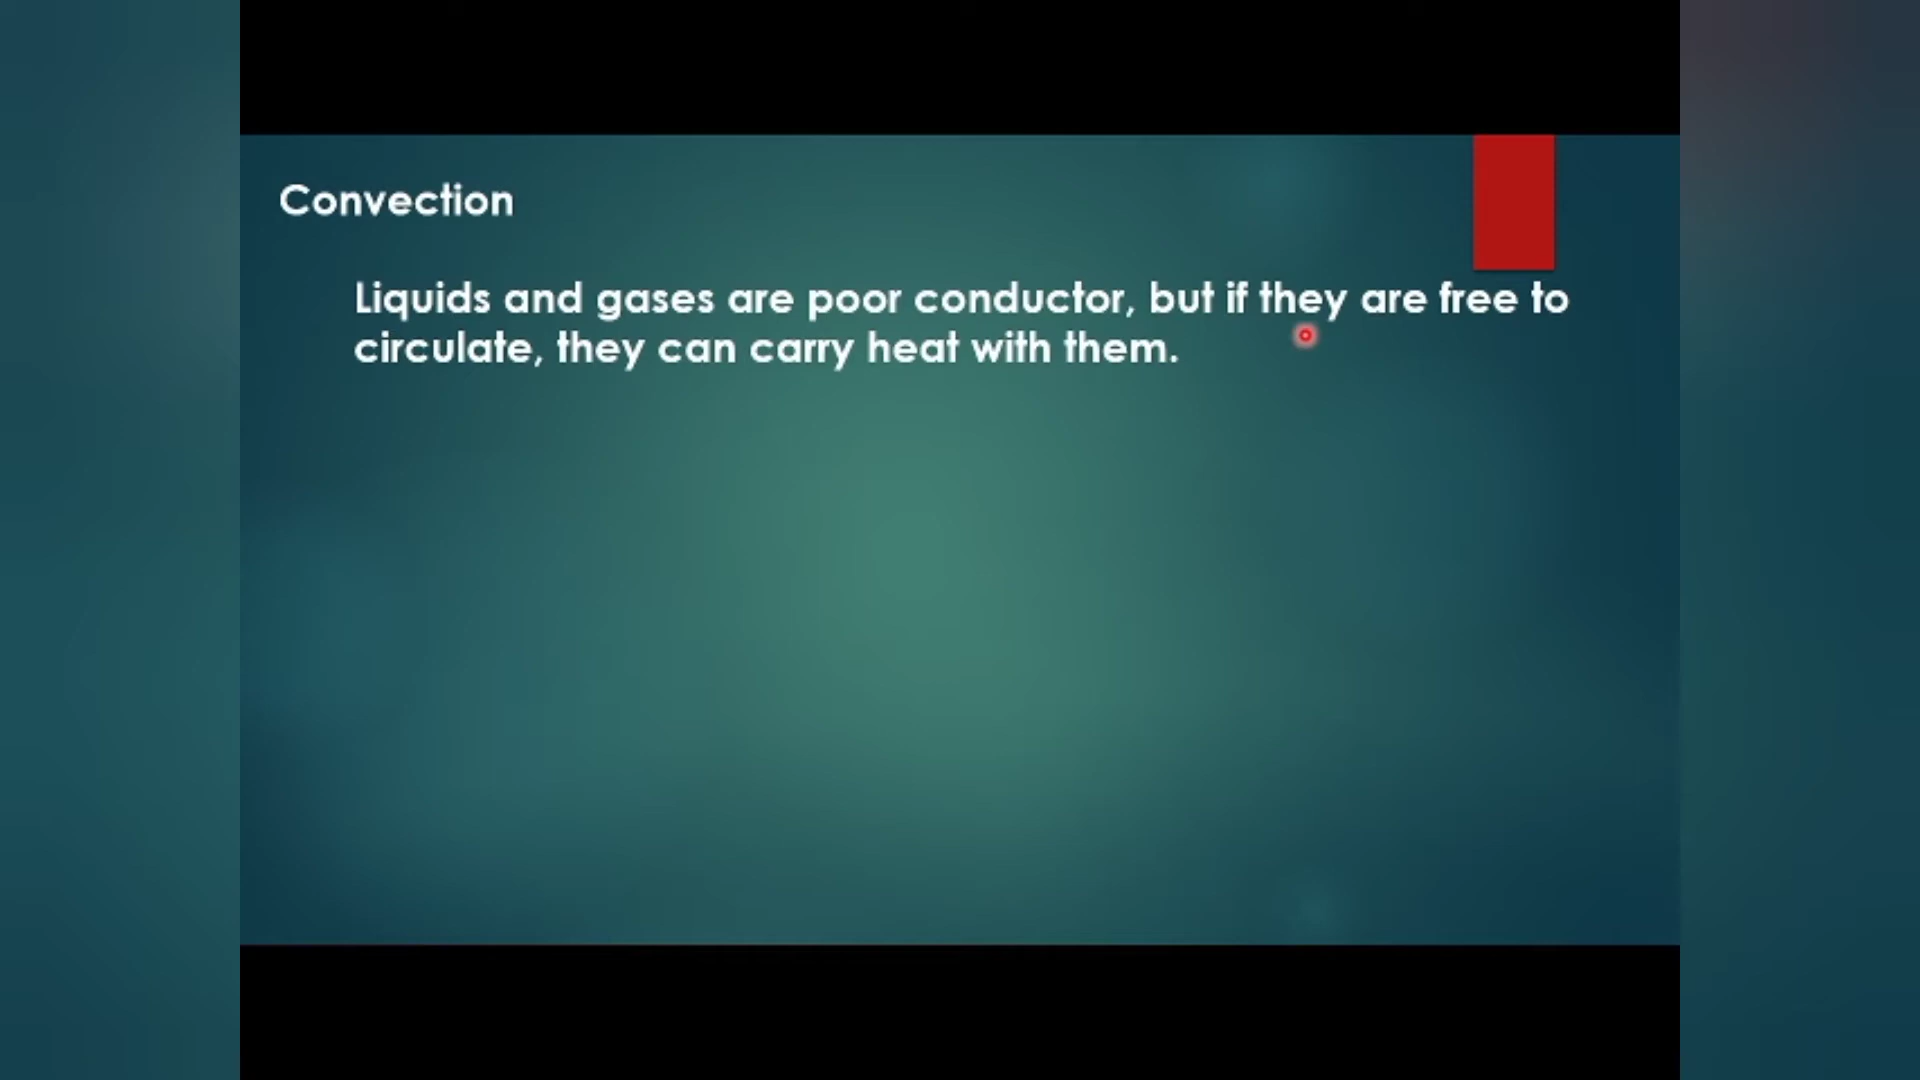 Convection
Liquids and gases are poor conductor, but if they are free to
circulate, they can carry heat with them.